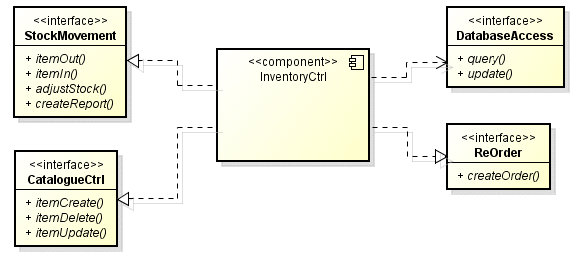 <<interface>>
StockMovement
+ itemOut()
+ itemIn()
+ adjustStock()
+ createReport()
<<component>>
InventoryCtrl
<<interface>>
DatabaseAccess
+ query()
+ update()
<<interface>>
CatalogueCtrl
+ itemCreate()
+ itemDelete()
+ itemUpdate()
<<interface>>
ReOrder
+ createOrder()